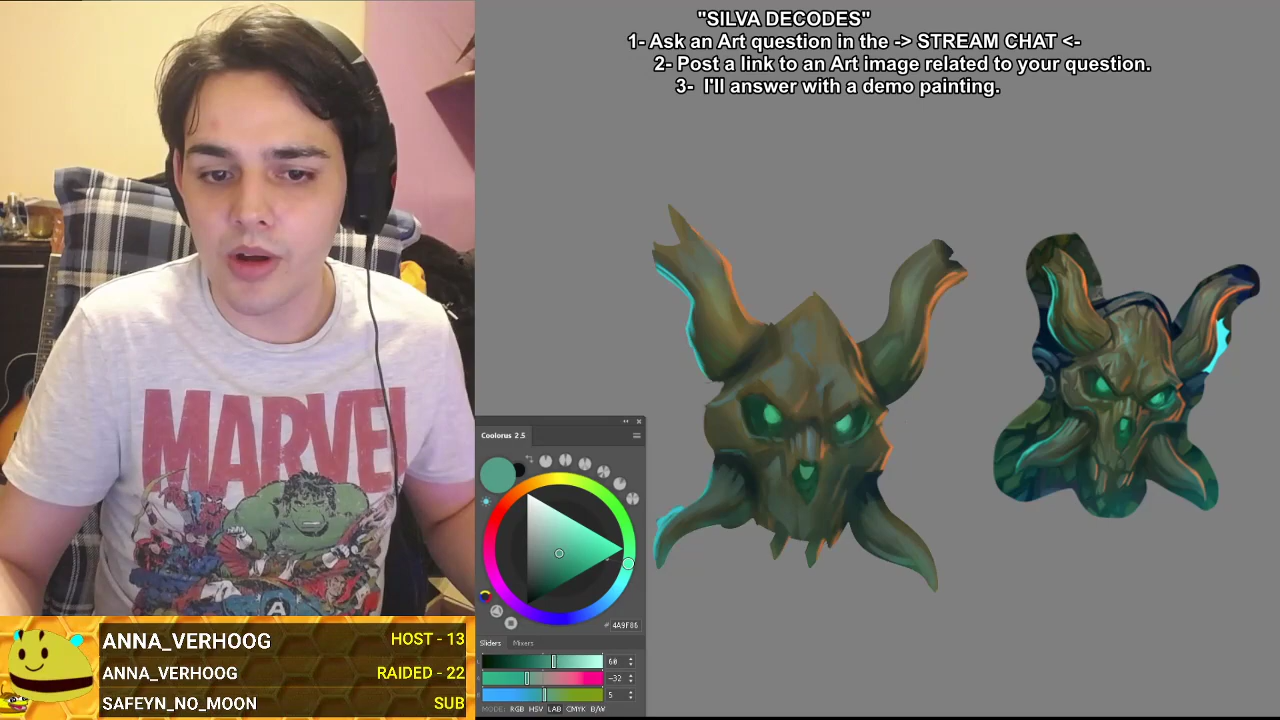 "SILVA DECODES"
1- Ask an Art question in the -> STREAM CHAT <-
2- Post a link to an Art image related to your question.
3- I'll answer with a demo painting.
MARVEL
A
Coolorus 2.5
# 4A9F86
Sliders Mixers
60
-32
5
MODE: RGB HSV LAB CMYK B/W
ANNA_VERHOOG HOST - 13
ANNA_VERHOOG RAIDED - 22
SAFEYN_NO_MOON SUB